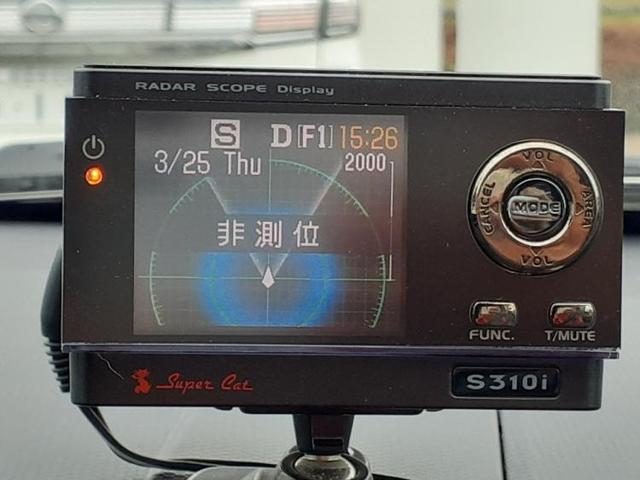 RADAR SCOPE Display
S D [F1] 15:26
3/25 Thu 2000
非測位
VOL
CANCEL MODE AREA
VOL
FUNC. T/MUTE
Super Cat S310i